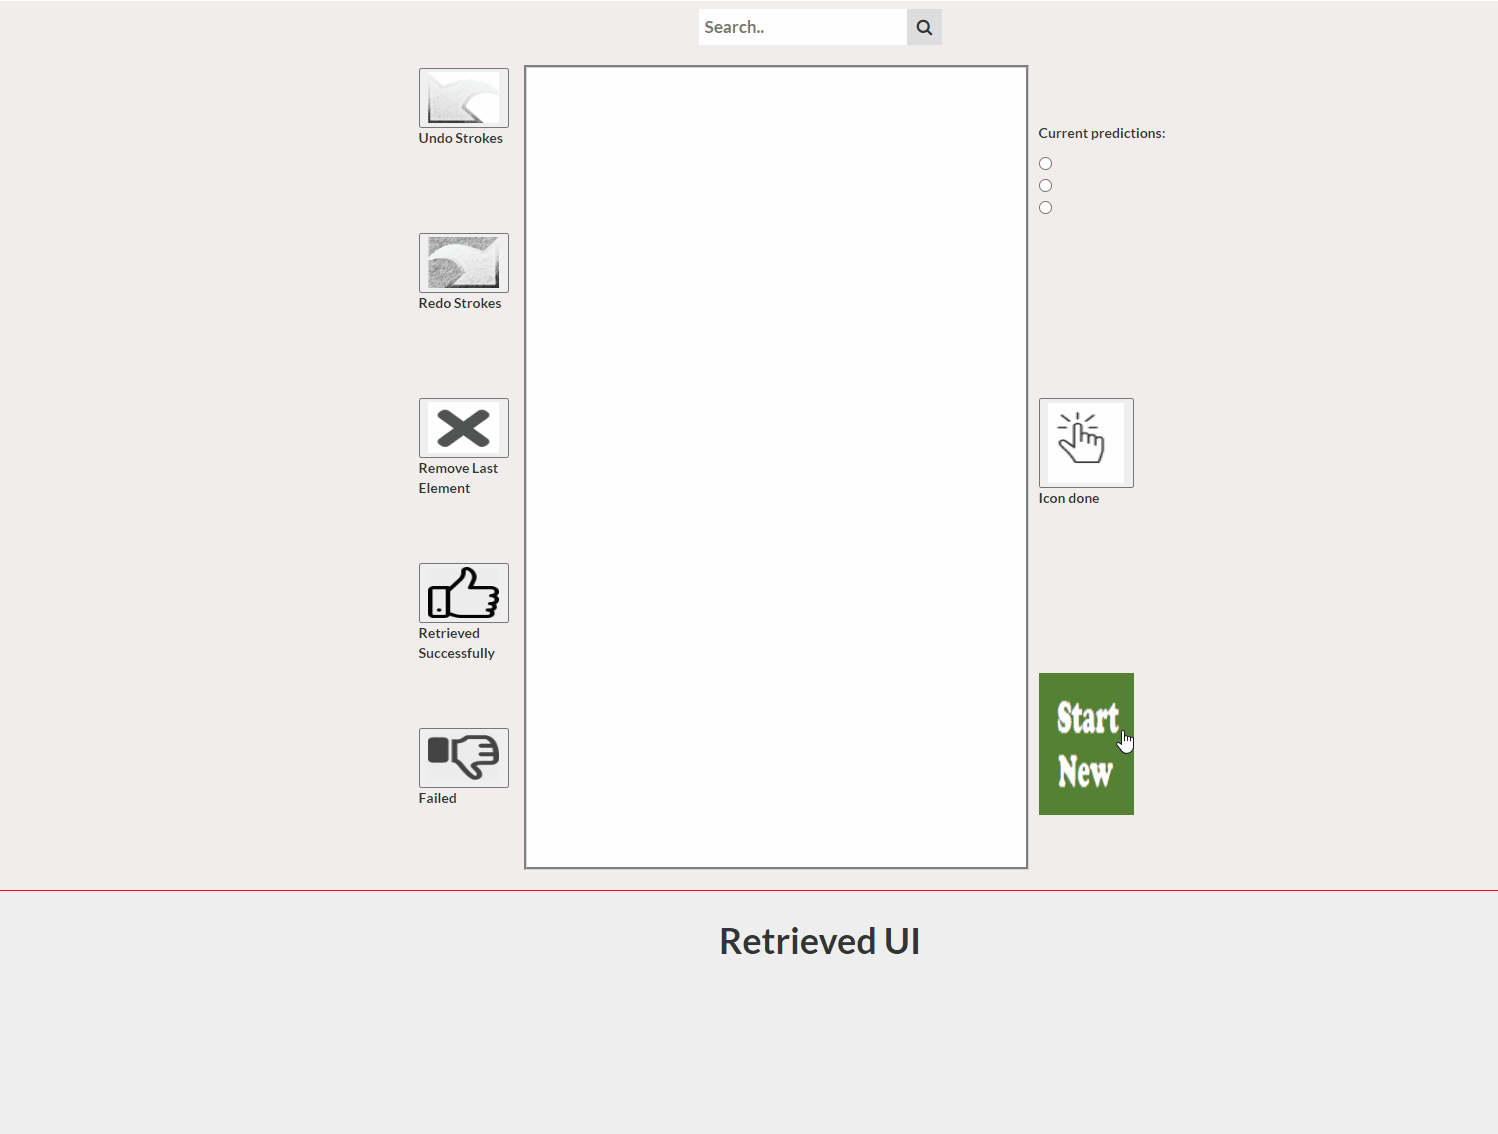 Search..
Undo Strokes
Current predictions:
Redo Strokes
Remove Last
Element
Icon done
Retrieved
Successfully
Start
New
Failed
Retrieved UI